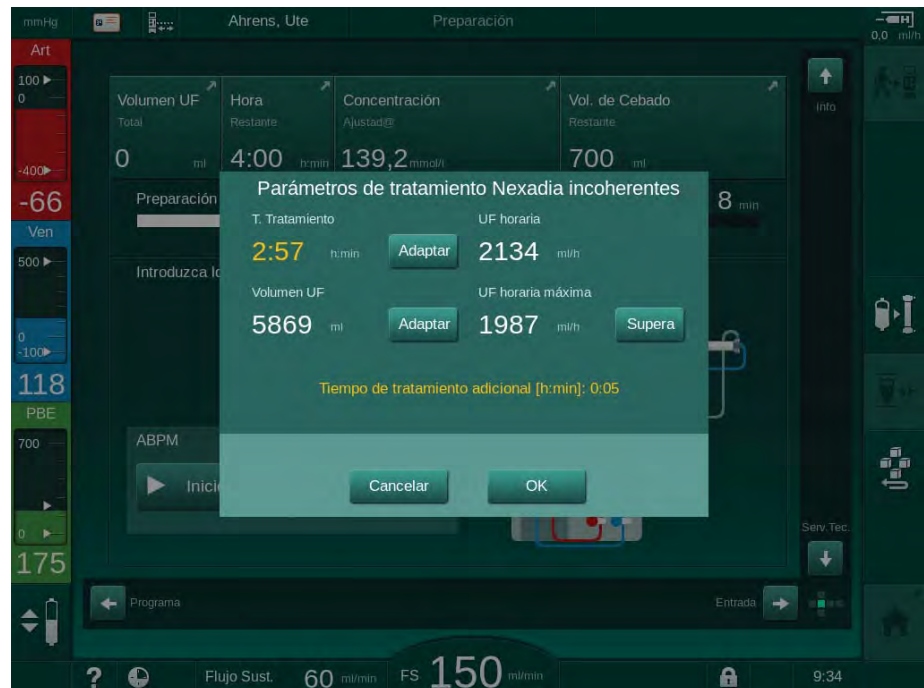 mmHg
Ahrens, Ute
Preparación
0,0 ml/h
Art
100
0
-400
-66
Ven
500
0
-100
118
PBE
700
0
175
Volumen UF
Total
0 ml
Hora
Restante
4:00 h:min
Concentración
Ajustad@
139,2 mmol/l
Vol. de Cebado
Restante
700 ml
info
Preparación
8 min
Introduzca lo
Parámetros de tratamiento Nexadia incoherentes
T. Tratamiento
2:57 h:min Adaptar
UF horaria
2134 ml/h
Volumen UF
5869 ml Adaptar
UF horaria máxima
1987 ml/h Supera
Tiempo de tratamiento adicional [h:min]: 0:05
Cancelar OK
ABPM
Inici
Serv.Tec.
Programa
Entrada
? Flujo Sust. 60 ml/min FS 150 ml/min 9:34